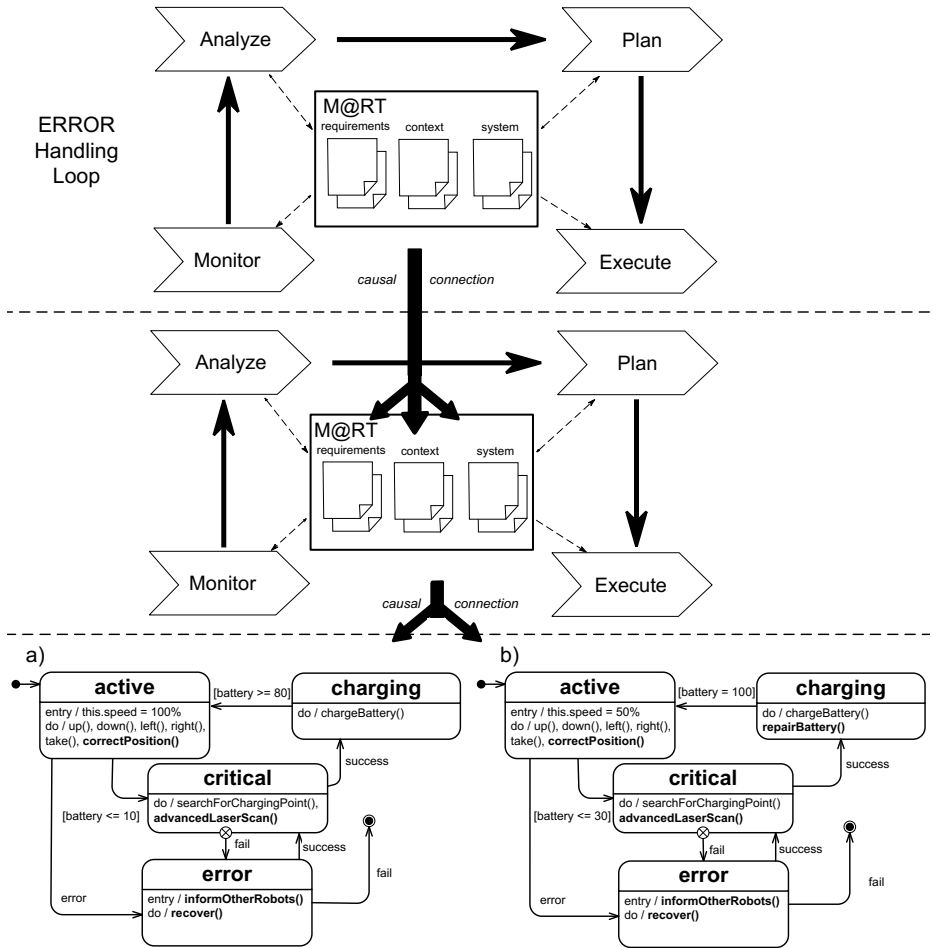 Analyze
Plan
ERROR
Handling
Loop
M@RT
requirements context system
Monitor
Execute
causal connection
Analyze
Plan
M@RT
requirements context system
Monitor
Execute
causal connection
a)
active
entry / this.speed = 100%
do / up(), down(), left(), right(),
take(), correctPosition()
[battery >= 80]
charging
do / chargeBattery()
success
critical
do / searchForChargingPoint(),
advancedLaserScan()
[battery <= 10]
fail
success
error
error
entry / informOtherRobots()
do / recover()
fail
b)
active
entry / this.speed = 50%
do / up(), down(), left(), right(),
take(), correctPosition()
[battery = 100]
charging
do / chargeBattery()
repairBattery()
success
critical
do / searchForChargingPoint()
advancedLaserScan()
[battery <= 30]
fail
success
error
error
entry / informOtherRobots()
do / recover()
fail